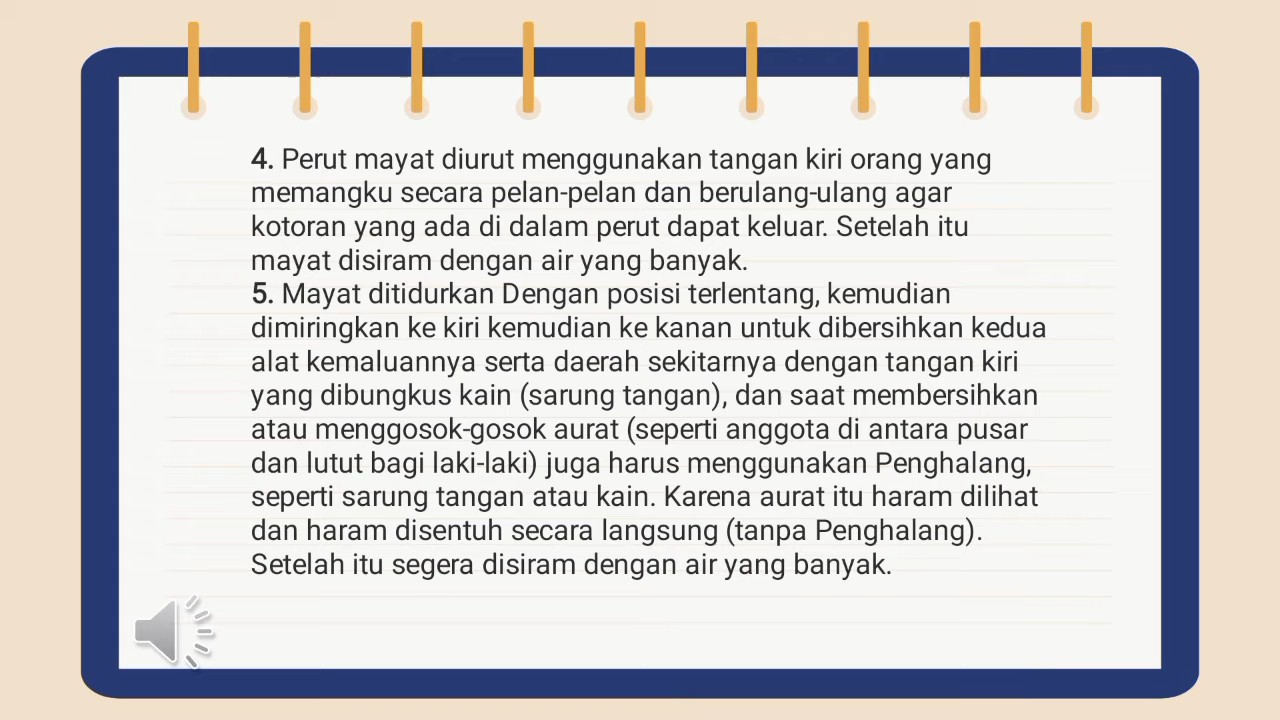 4. Perut mayat diurut menggunakan tangan kiri orang yang
memangku secara pelan-pelan dan berulang-ulang agar
kotoran yang ada di dalam perut dapat keluar. Setelah itu
mayat disiram dengan air yang banyak.
5. Mayat ditidurkan Dengan posisi terlentang, kemudian
dimiringkan ke kiri kemudian ke kanan untuk dibersihkan kedua
alat kemaluannya serta daerah sekitarnya dengan tangan kiri
yang dibungkus kain (sarung tangan), dan saat membersihkan
atau menggosok-gosok aurat (seperti anggota di antara pusar
dan lutut bagi laki-laki) juga harus menggunakan Penghalang,
seperti sarung tangan atau kain. Karena aurat itu haram dilihat
dan haram disentuh secara langsung (tanpa Penghalang).
Setelah itu segera disiram dengan air yang banyak.